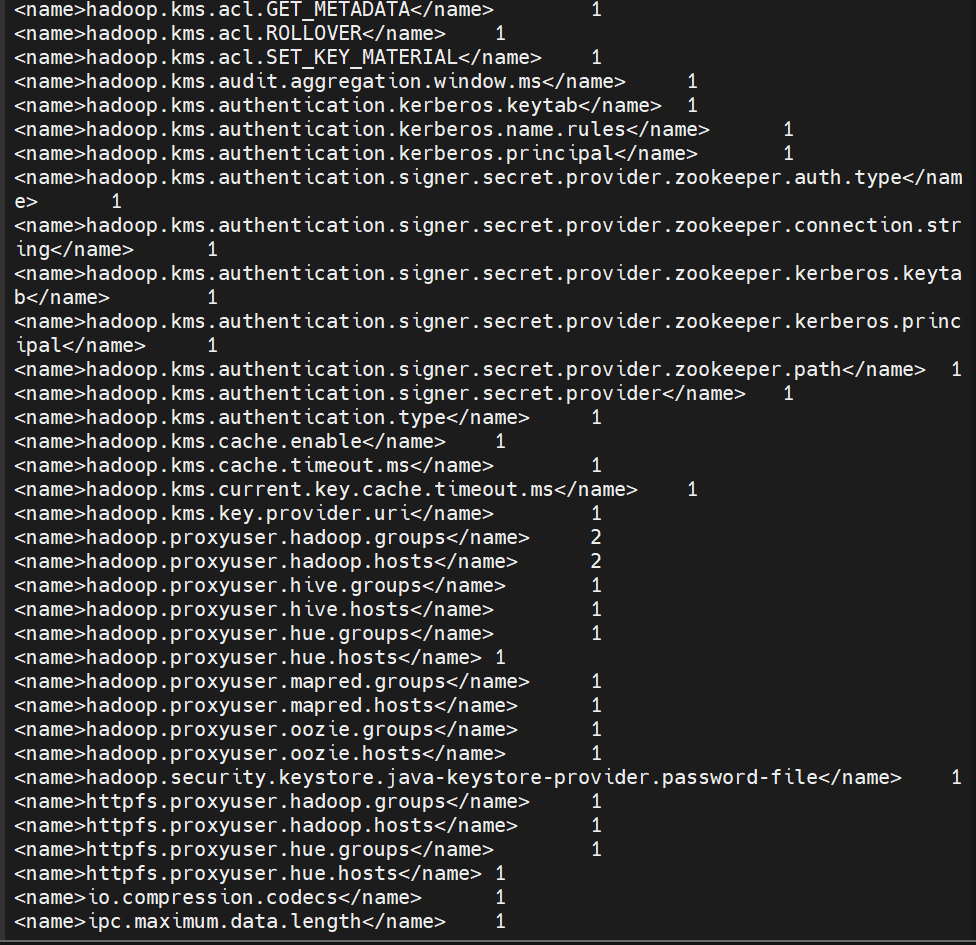 <name>hadoop.kms.acl.GET_METADATA</name>	1
<name>hadoop.kms.acl.ROLLOVER</name>	1
<name>hadoop.kms.acl.SET_KEY_MATERIAL</name>	1
<name>hadoop.kms.audit.aggregation.window.ms</name>	1
<name>hadoop.kms.authentication.kerberos.keytab</name>	1
<name>hadoop.kms.authentication.kerberos.name.rules</name>	1
<name>hadoop.kms.authentication.kerberos.principal</name>	1
<name>hadoop.kms.authentication.signer.secret.provider.zookeeper.auth.type</nam
e>	1
<name>hadoop.kms.authentication.signer.secret.provider.zookeeper.connection.str
ing</name>	1
<name>hadoop.kms.authentication.signer.secret.provider.zookeeper.kerberos.keyta
b</name>	1
<name>hadoop.kms.authentication.signer.secret.provider.zookeeper.kerberos.princ
ipal</name>	1
<name>hadoop.kms.authentication.signer.secret.provider.zookeeper.path</name>	1
<name>hadoop.kms.authentication.signer.secret.provider</name>	1
<name>hadoop.kms.authentication.type</name>	1
<name>hadoop.kms.cache.enable</name>	1
<name>hadoop.kms.cache.timeout.ms</name>	1
<name>hadoop.kms.current.key.cache.timeout.ms</name>	1
<name>hadoop.kms.key.provider.uri</name>	1
<name>hadoop.proxyuser.hadoop.groups</name>	2
<name>hadoop.proxyuser.hadoop.hosts</name>	2
<name>hadoop.proxyuser.hive.groups</name>	1
<name>hadoop.proxyuser.hive.hosts</name>	1
<name>hadoop.proxyuser.hue.groups</name>	1
<name>hadoop.proxyuser.hue.hosts</name>	1
<name>hadoop.proxyuser.mapred.groups</name>	1
<name>hadoop.proxyuser.mapred.hosts</name>	1
<name>hadoop.proxyuser.oozie.groups</name>	1
<name>hadoop.proxyuser.oozie.hosts</name>	1
<name>hadoop.security.keystore.java-keystore-provider.password-file</name>	1
<name>httpfs.proxyuser.hadoop.groups</name>	1
<name>httpfs.proxyuser.hadoop.hosts</name>	1
<name>httpfs.proxyuser.hue.groups</name>	1
<name>httpfs.proxyuser.hue.hosts</name>	1
<name>io.compression.codecs</name>	1
<name>ipc.maximum.data.length</name>	1